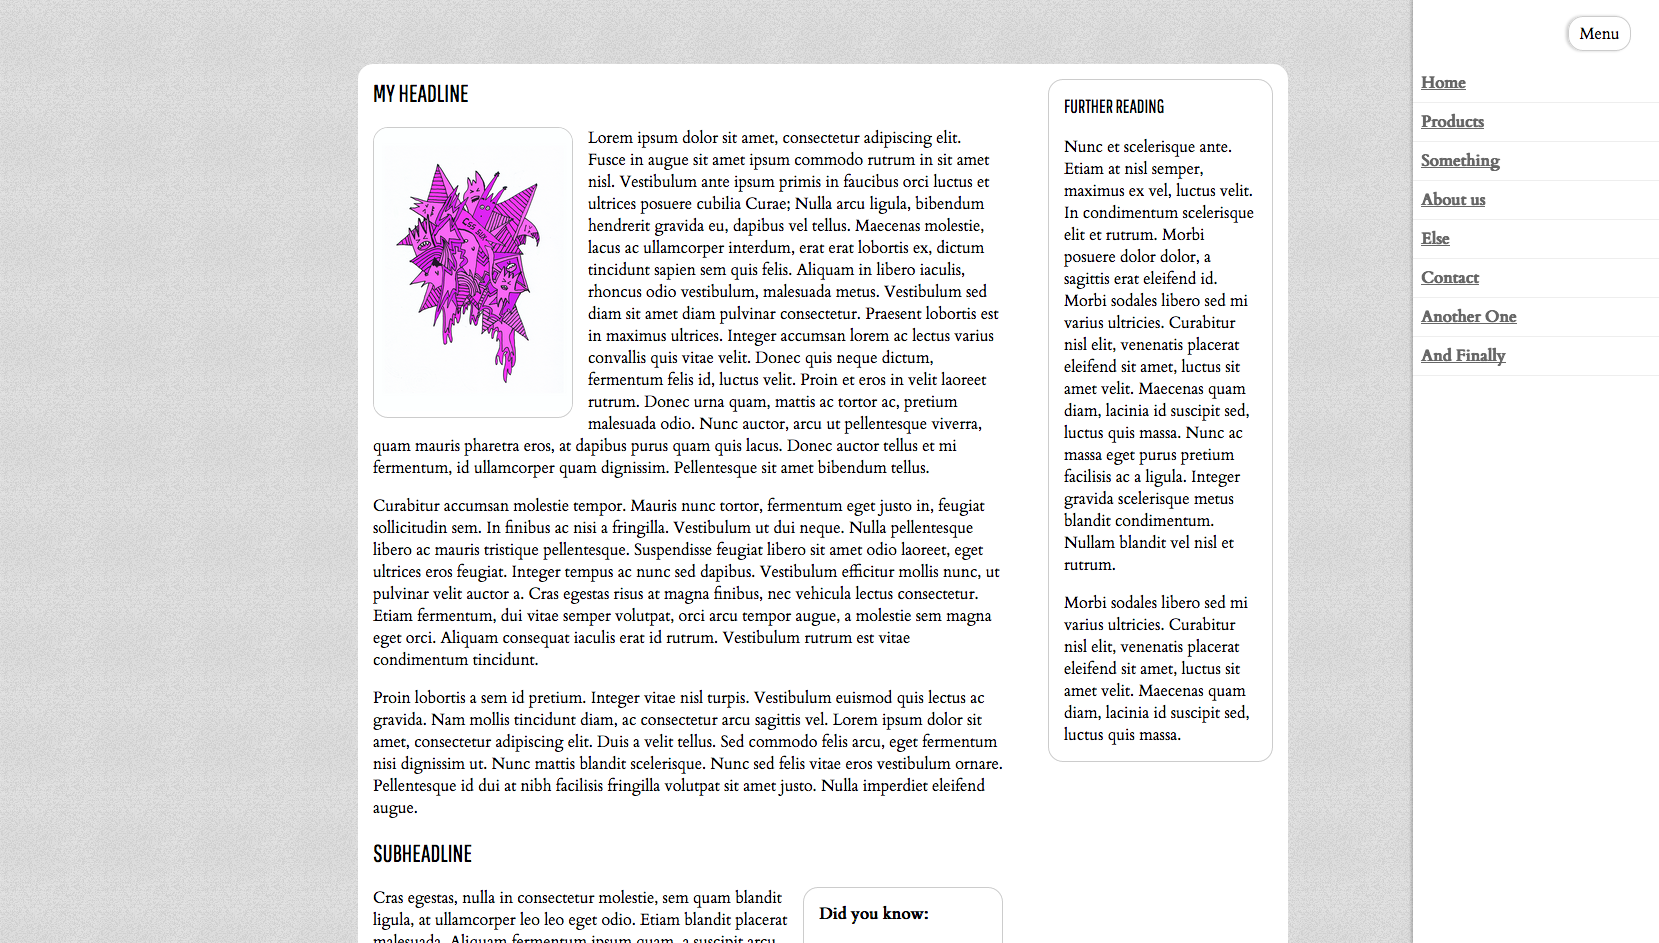 MY HEADLINE
CSS SUX
Lorem ipsum dolor sit amet, consectetur adipiscing elit.
Fusce in augue sit amet ipsum commodo rutrum in sit amet
nisl. Vestibulum ante ipsum primis in faucibus orci luctus et
ultrices posuere cubilia Curae; Nulla arcu ligula, bibendum
hendrerit gravida eu, dapibus vel tellus. Maecenas molestie,
lacus ac ullamcorper interdum, erat erat lobortis ex, dictum
tincidunt sapien sem quis felis. Aliquam in libero iaculis,
rhoncus odio vestibulum, malesuada metus. Vestibulum sed
diam sit amet diam pulvinar consectetur. Praesent lobortis est
in maximus ultrices. Integer accumsan lorem ac lectus varius
convallis quis vitae velit. Donec quis neque dictum,
fermentum felis id, luctus velit. Proin et eros in velit laoreet
rutrum. Donec urna quam, mattis ac tortor ac, pretium
malesuada odio. Nunc auctor, arcu ut pellentesque viverra,
quam mauris pharetra eros, at dapibus purus quam quis lacus. Donec auctor tellus et mi
fermentum, id ullamcorper quam dignissim. Pellentesque sit amet bibendum tellus.
Curabitur accumsan molestie tempor. Mauris nunc tortor, fermentum eget justo in, feugiat
sollicitudin sem. In finibus ac nisi a fringilla. Vestibulum ut dui neque. Nulla pellentesque
libero ac mauris tristique pellentesque. Suspendisse feugiat libero sit amet odio laoreet, eget
ultrices eros feugiat. Integer tempus ac nunc sed dapibus. Vestibulum efficitur mollis nunc, ut
pulvinar velit auctor a. Cras egestas risus at magna finibus, nec vehicula lectus consectetur.
Etiam fermentum, dui vitae semper volutpat, orci arcu tempor augue, a molestie sem magna
eget orci. Aliquam consequat iaculis erat id rutrum. Vestibulum rutrum est vitae
condimentum tincidunt.
Proin lobortis a sem id pretium. Integer vitae nisl turpis. Vestibulum euismod quis lectus ac
gravida. Nam mollis tincidunt diam, ac consectetur arcu sagittis vel. Lorem ipsum dolor sit
amet, consectetur adipiscing elit. Duis a velit tellus. Sed commodo felis arcu, eget fermentum
nisi dignissim ut. Nunc mattis blandit scelerisque. Nunc sed felis vitae eros vestibulum ornare.
Pellentesque id dui at nibh facilisis fringilla volutpat sit amet justo. Nulla imperdiet eleifend
augue.
SUBHEADLINE
Cras egestas, nulla in consectetur molestie, sem quam blandit
ligula, at ullamcorper leo leo eget odio. Etiam blandit placerat
malesuada. Aliquam fermentum ipsum quam, a suscipit arcu
Did you know:
FURTHER READING
Nunc et scelerisque ante.
Etiam at nisl semper,
maximus ex vel, luctus velit.
In condimentum scelerisque
elit et rutrum. Morbi
posuere dolor dolor, a
sagittis erat eleifend id.
Morbi sodales libero sed mi
varius ultricies. Curabitur
nisl elit, venenatis placerat
eleifend sit amet, luctus sit
amet velit. Maecenas quam
diam, lacinia id suscipit sed,
luctus quis massa. Nunc ac
massa eget purus pretium
facilisis ac a ligula. Integer
gravida scelerisque metus
blandit condimentum.
Nullam blandit vel nisl et
rutrum.
Morbi sodales libero sed mi
varius ultricies. Curabitur
nisl elit, venenatis placerat
eleifend sit amet, luctus sit
amet velit. Maecenas quam
diam, lacinia id suscipit sed,
luctus quis massa.
Menu
Home
Products
Something
About us
Else
Contact
Another One
And Finally